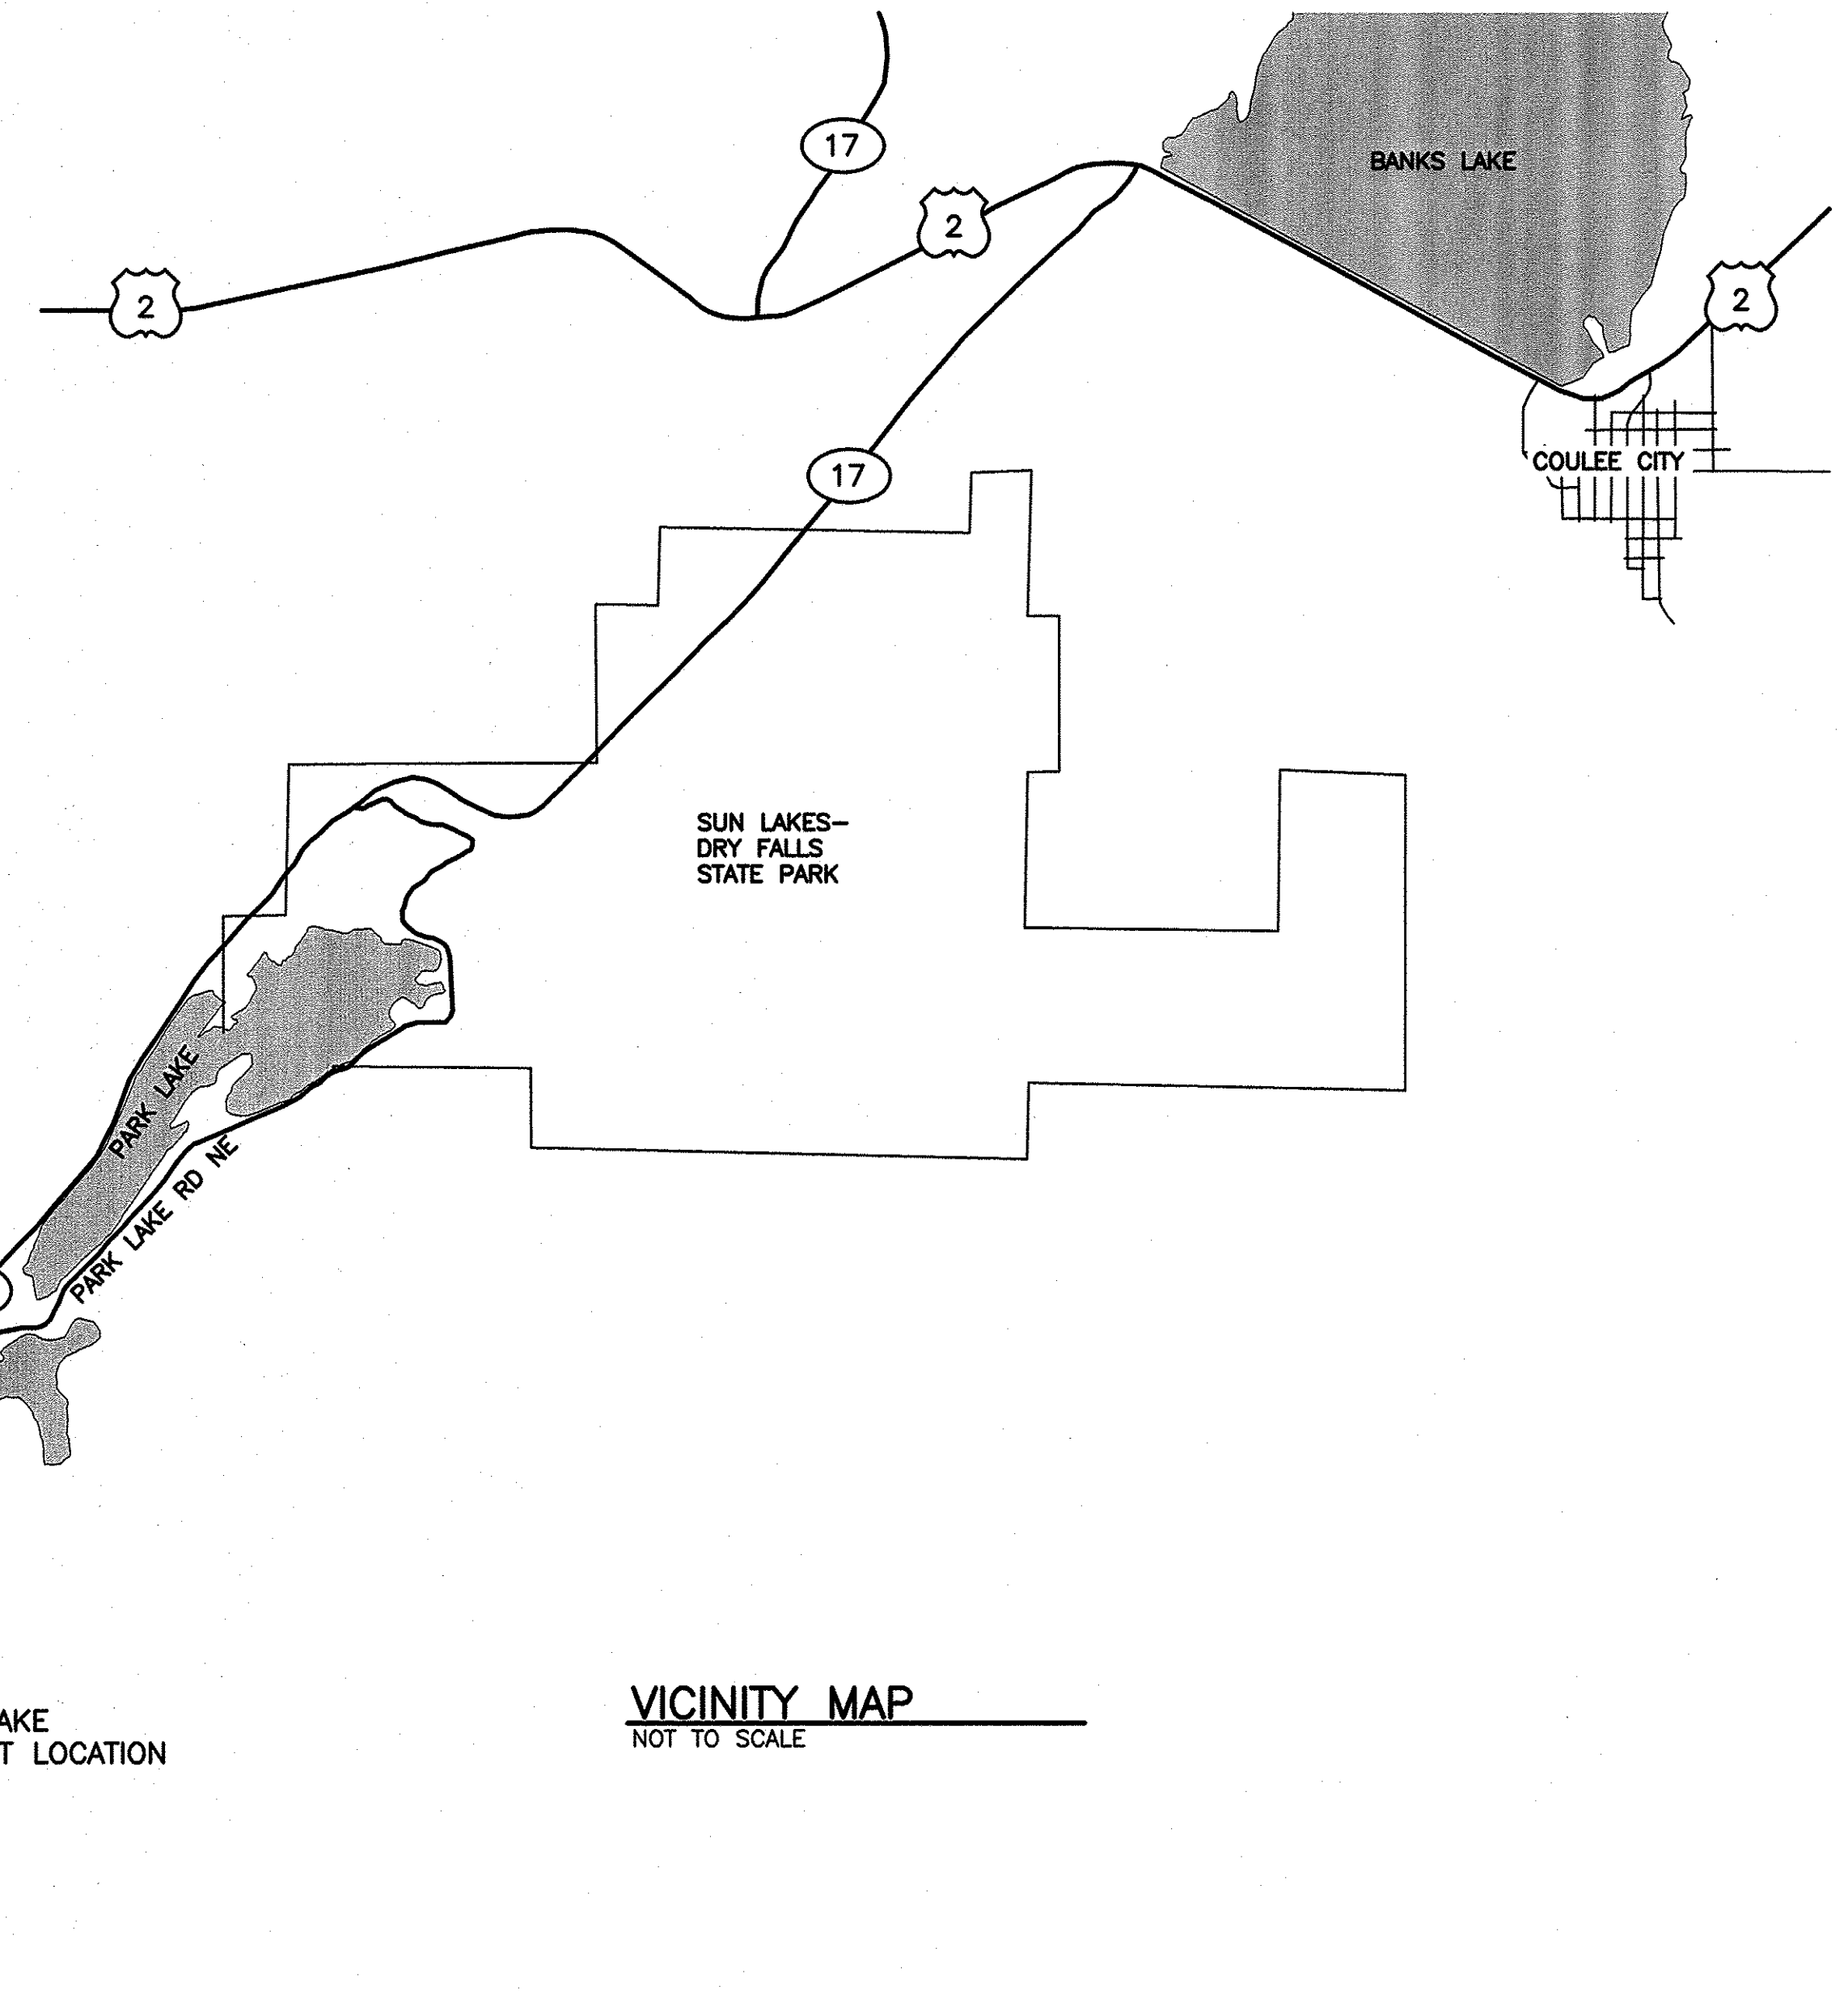 17
BANKS LAKE
2
2
2
17
COULEE CITY
SUN LAKES–
DRY FALLS
STATE PARK
PARK LAKE
PARK LAKE RD NE
VICINITY MAP
NOT TO SCALE
AKE
T LOCATION